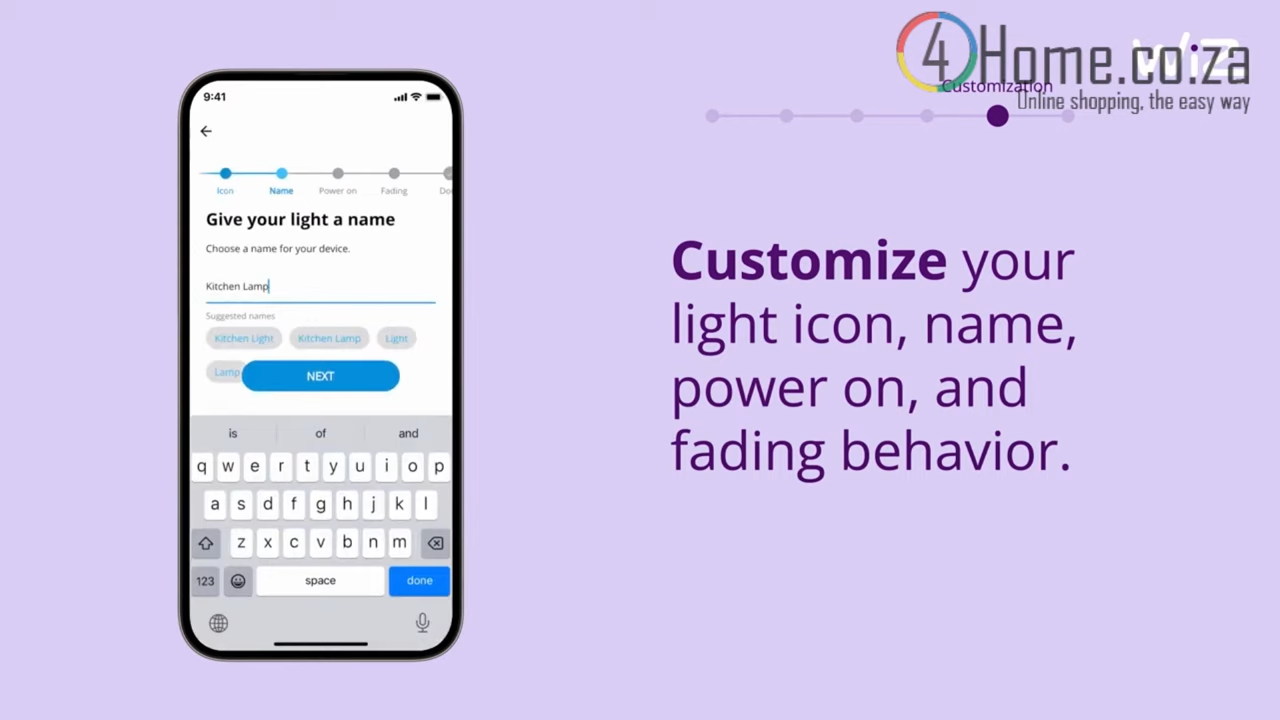 4Home.co.za
WiZ
Customization
Online shopping, the easy way
9:41
Icon
Name
Power on
Fading
Do
Give your light a name
Choose a name for your device.
Kitchen Lamp
Suggested names
Kitchen Light
Kitchen Lamp
Light
Lamp
NEXT
is of and
q w e r t y u i o p
a s d f g h j k l
z x c v b n m
123 space done
Customize your
light icon, name,
power on, and
fading behavior.